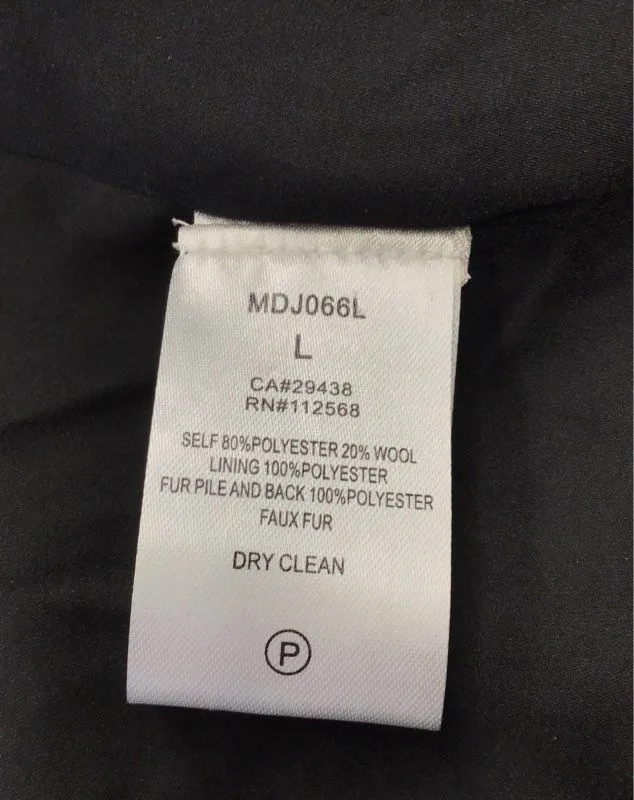 MDJ066L
L
CA#29438
RN#112568
SELF 80%POLYESTER 20% WOOL
LINING 100%POLYESTER
FUR PILE AND BACK 100%POLYESTER
FAUX FUR
DRY CLEAN
P